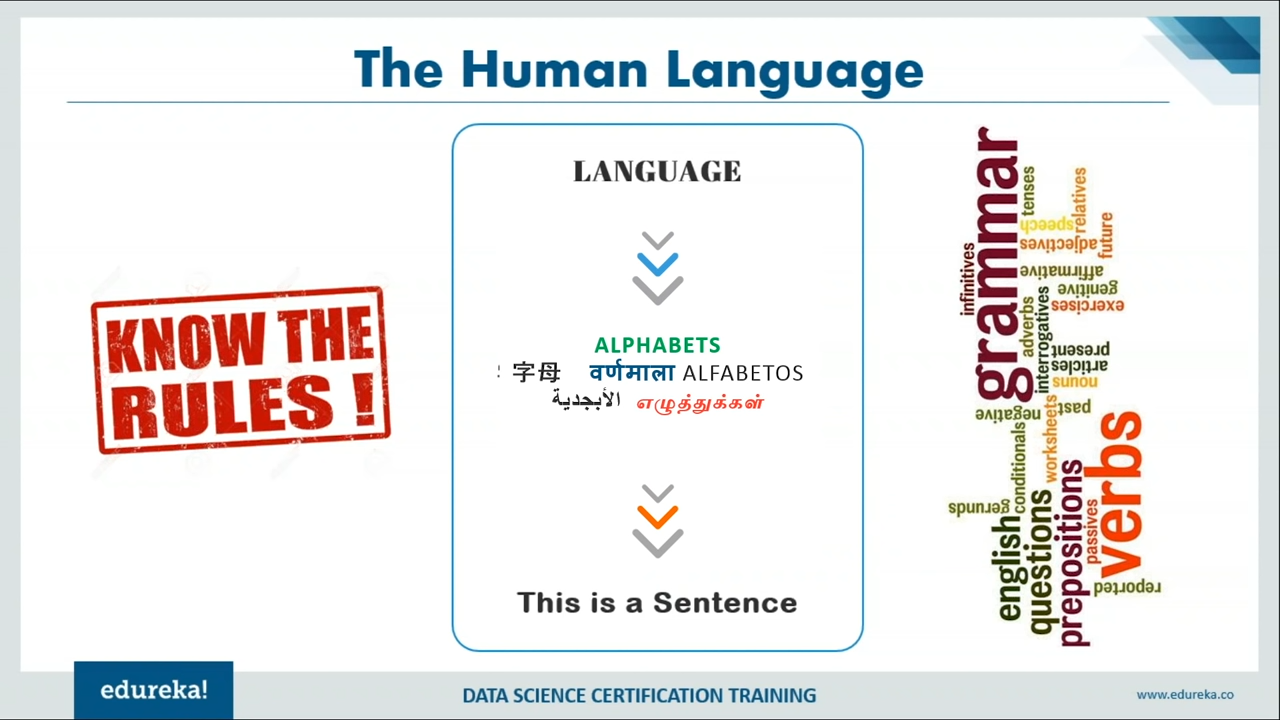 The Human Language
KNOW THE
RULES !
LANGUAGE
ALPHABETS
字母 वर्णमाला ALFABETOS
الأبجدية எழுத்துக்கள்
This is a Sentence
grammar
infinitives
tenses
speech
relatives
adjectives
future
affirmative
genitive
exercises
adverbs
interrogatives
present
articles
nouns
past
negative
worksheets
conditionals
gerunds
verbs
english
questions
prepositions
passives
reported
edureka!
DATA SCIENCE CERTIFICATION TRAINING
www.edureka.co